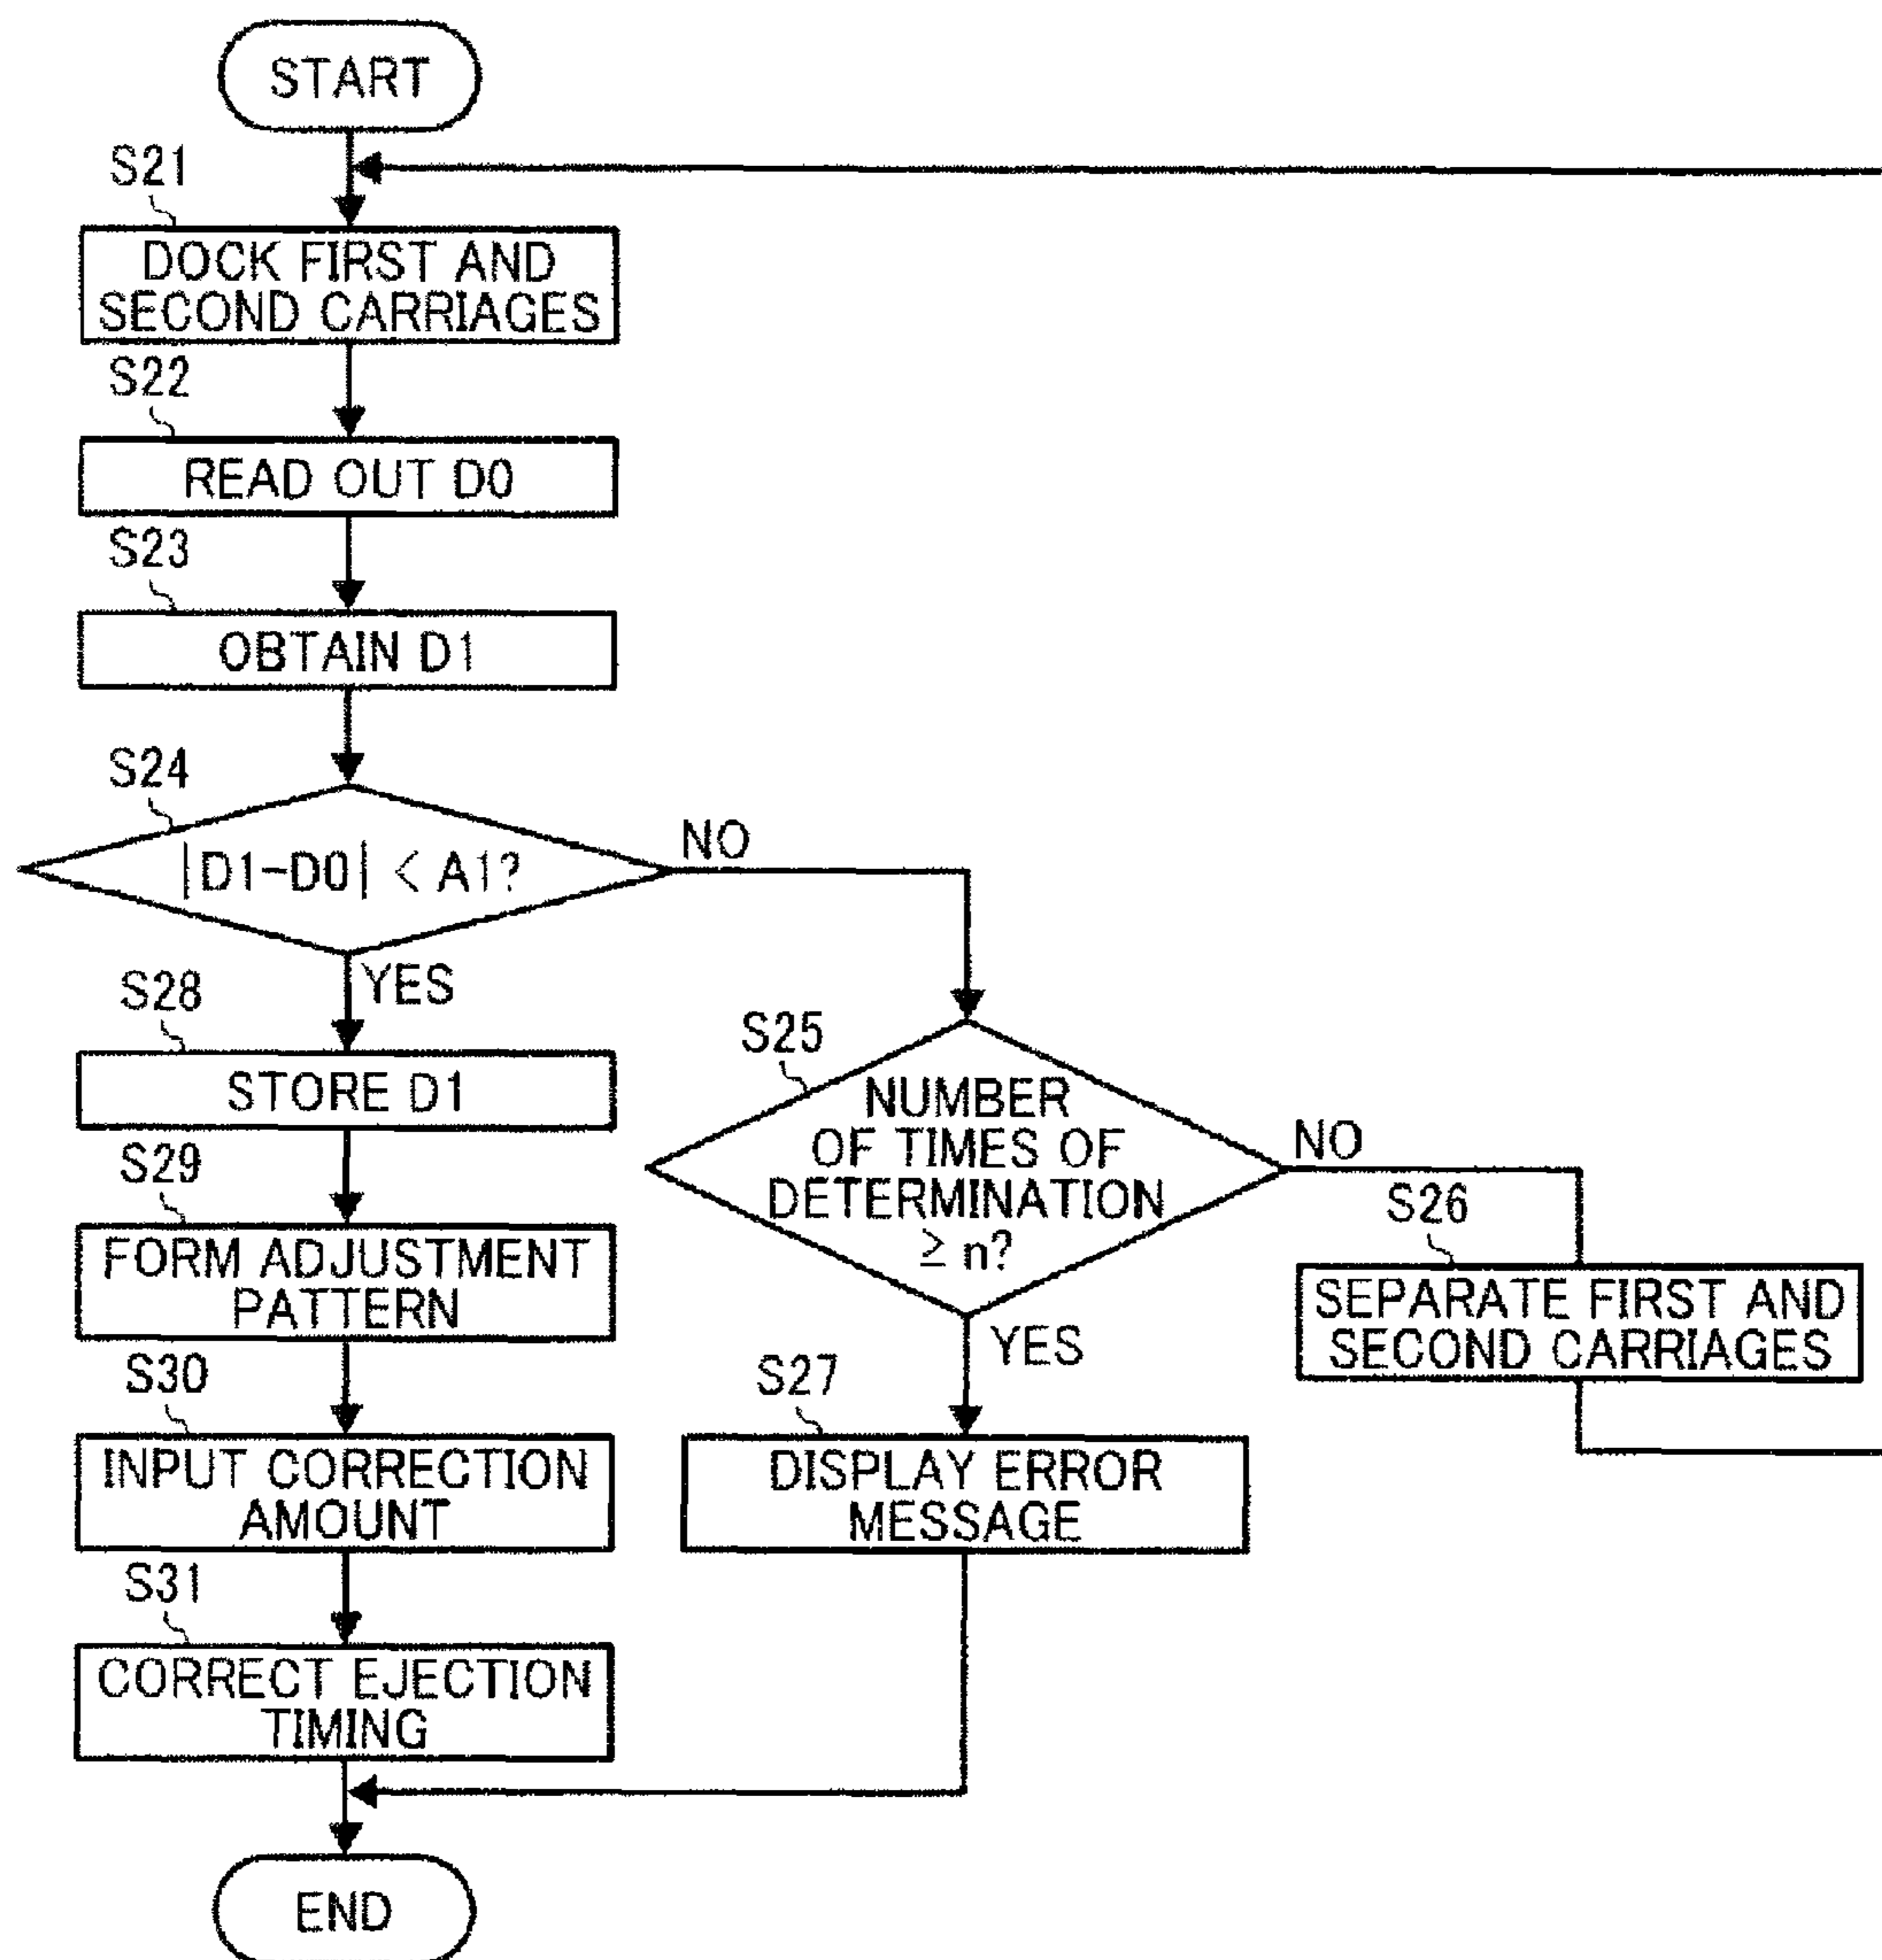 START
S21
DOCK FIRST AND
SECOND CARRIAGES
S22
READ OUT D0
S23
OBTAIN D1
S24
|D1-D0| < A1?
NO
YES
S28
STORE D1
S29
FORM ADJUSTMENT
PATTERN
S30
INPUT CORRECTION
AMOUNT
S31
CORRECT EJECTION
TIMING
S25
NUMBER
OF TIMES OF
DETERMINATION
≥ n?
NO
YES
S26
SEPARATE FIRST AND
SECOND CARRIAGES
S27
DISPLAY ERROR
MESSAGE
END